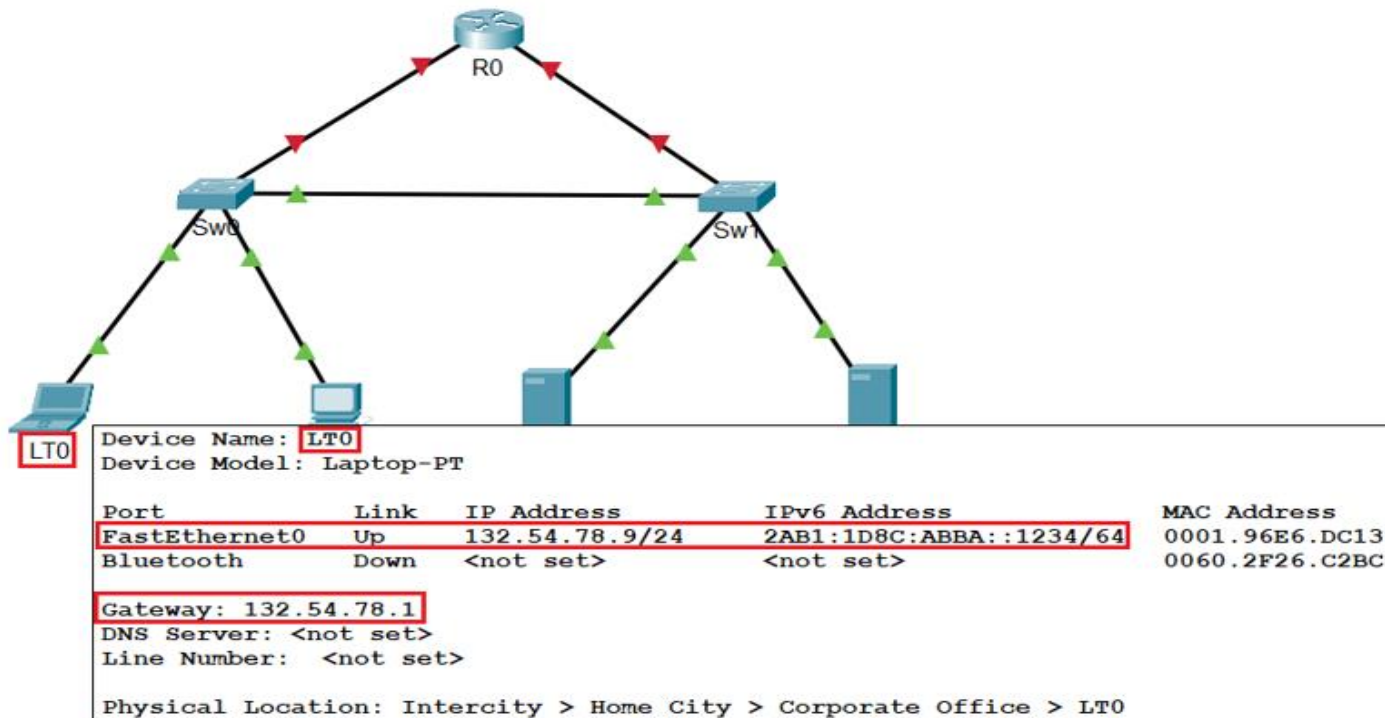 R0
Sw0
Sw1
LT0
Device Name: LT0
Device Model: Laptop-PT
Port Link IP Address IPv6 Address MAC Address
FastEthernet0 Up 132.54.78.9/24 2AB1:1D8C:ABBA::1234/64 0001.96E6.DC13
Bluetooth Down <not set> <not set> 0060.2F26.C2BC
Gateway: 132.54.78.1
DNS Server: <not set>
Line Number: <not set>
Physical Location: Intercity > Home City > Corporate Office > LT0